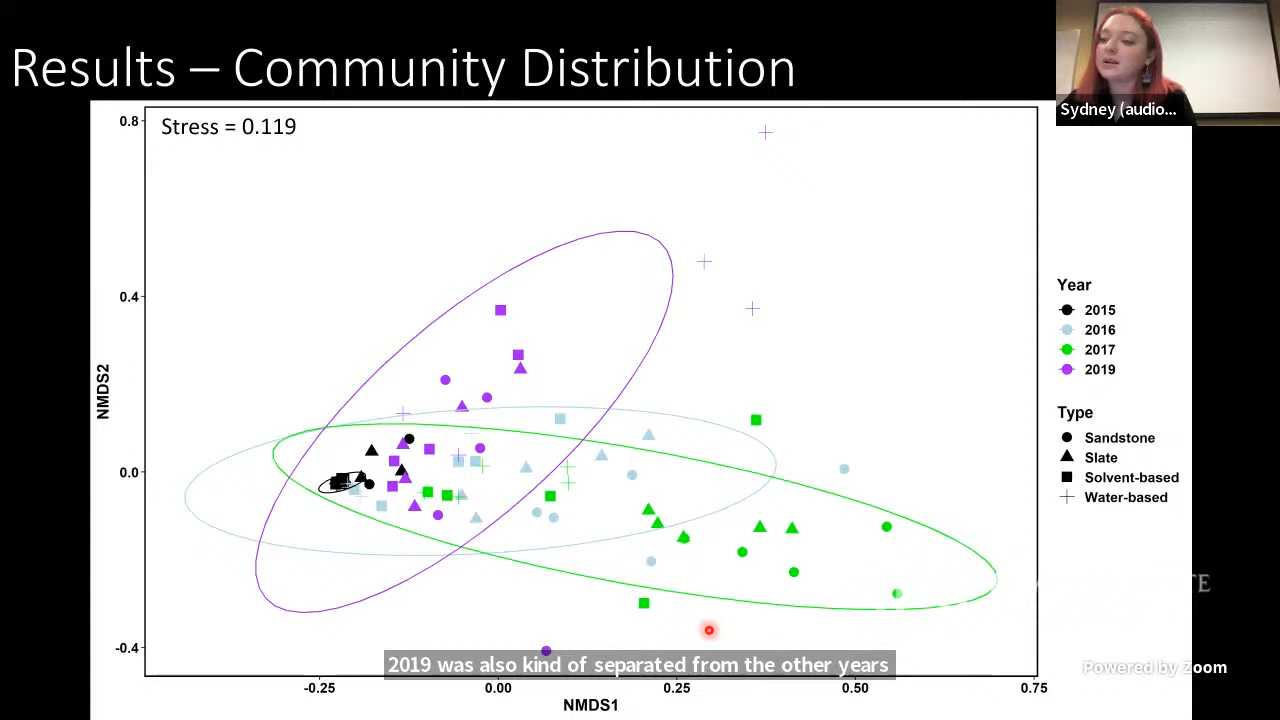 Results – Community Distribution
Sydney (audio...
Stress = 0.119
0.8
0.4
0.0
-0.4
NMDS2
-0.25
0.00
0.25
0.50
0.75
NMDS1
Year
2015
2016
2017
2019
Type
Sandstone
Slate
Solvent-based
Water-based
2019 was also kind of separated from the other years
Powered by Zoom